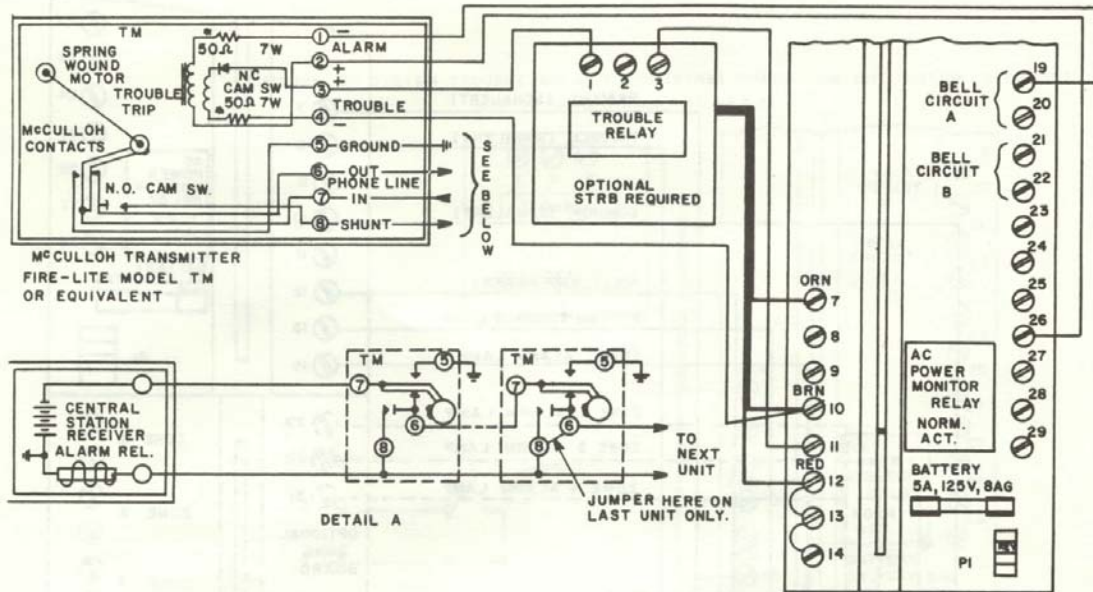 TM
SPRING
WOUND
MOTOR
TROUBLE
TRIP
McCULLOH
CONTACTS
N.O. CAM SW.
*
50Ω 7W
NC
CAM SW
50Ω 7W
*
1 −
ALARM
2 +
3 +
TROUBLE
4 −
5 GROUND
6 OUT
PHONE LINE
7 IN
8 SHUNT
SEE BELOW
McCULLOH TRANSMITTER
FIRE-LITE MODEL TM
OR EQUIVALENT
1 2 3
TROUBLE
RELAY
OPTIONAL
STRB REQUIRED
BELL
CIRCUIT
A
BELL
CIRCUIT
B
19
20
21
22
23
24
25
26
27
28
29
ORN
7
8
9
BRN
10
11
RED
12
13
14
AC
POWER
MONITOR
RELAY
NORM.
ACT.
BATTERY
5A, 125V, 8AG
P1
CENTRAL
STATION
RECEIVER
ALARM REL.
TM
5
7
6
8
TM
5
7
6
8
TO
NEXT
UNIT
JUMPER HERE ON
LAST UNIT ONLY.
DETAIL A